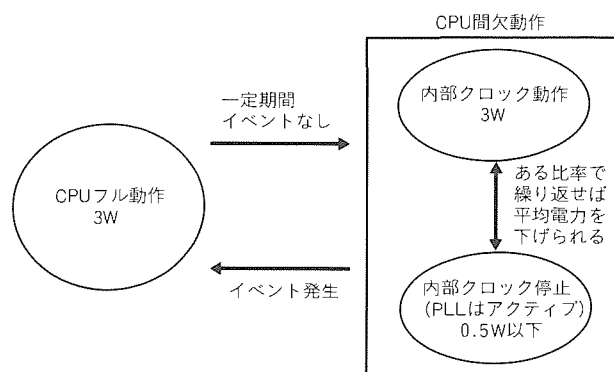 CPU間欠動作
一定期間
イベントなし
内部クロック動作
3W
CPUフル動作
3W
ある比率で
繰り返せば
平均電力を
下げられる
イベント発生
内部クロック停止
(PLLはアクティブ)
0.5W以下